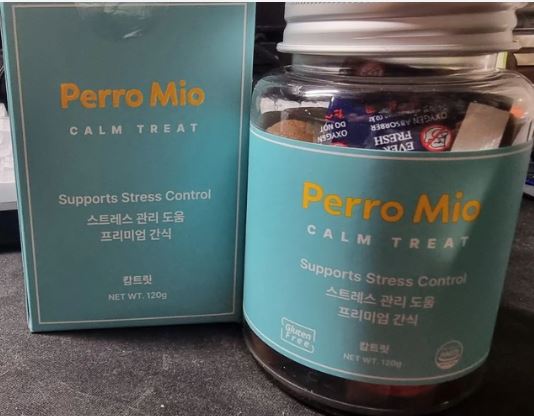 Perro Mio
CALM TREAT
Supports Stress Control
스트레스 관리 도움
프리미엄 간식
캄트릿
NET WT. 120g
OXYGEN ABSORBER
EVER
FRESH
OXYGEN
DO NOT
Perro Mio
CALM TREAT
Supports Stress Control
스트레스 관리 도움
프리미엄 간식
Gluten
Free
캄트릿
NET WT. 120g